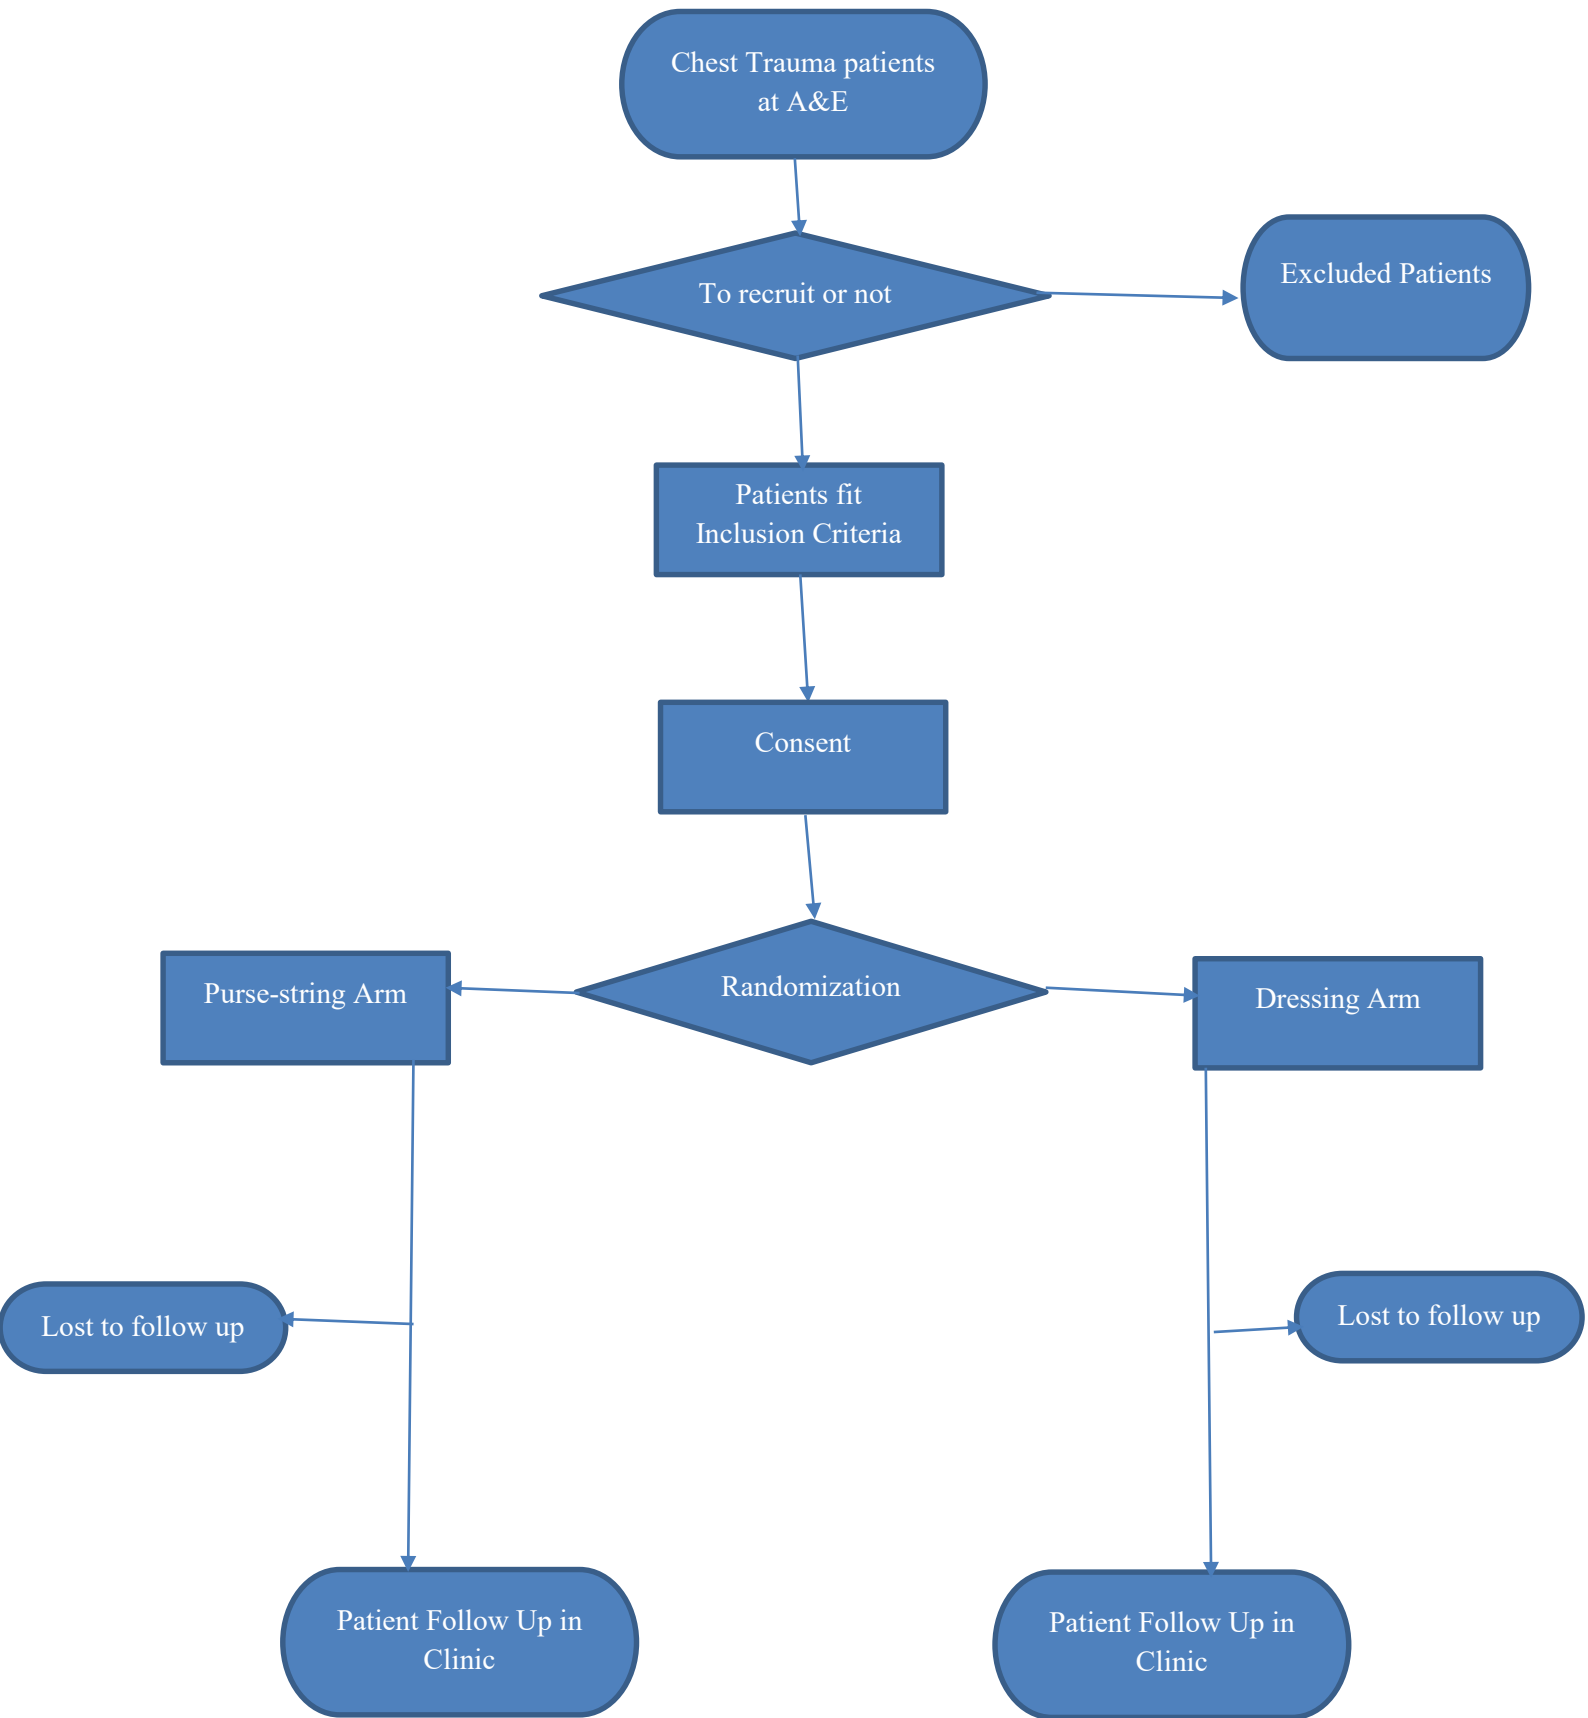 Chest Trauma patients
at A&E
To recruit or not
Excluded Patients
Patients fit
Inclusion Criteria
Consent
Randomization
Purse-string Arm
Dressing Arm
Lost to follow up
Lost to follow up
Patient Follow Up in
Clinic
Patient Follow Up in
Clinic